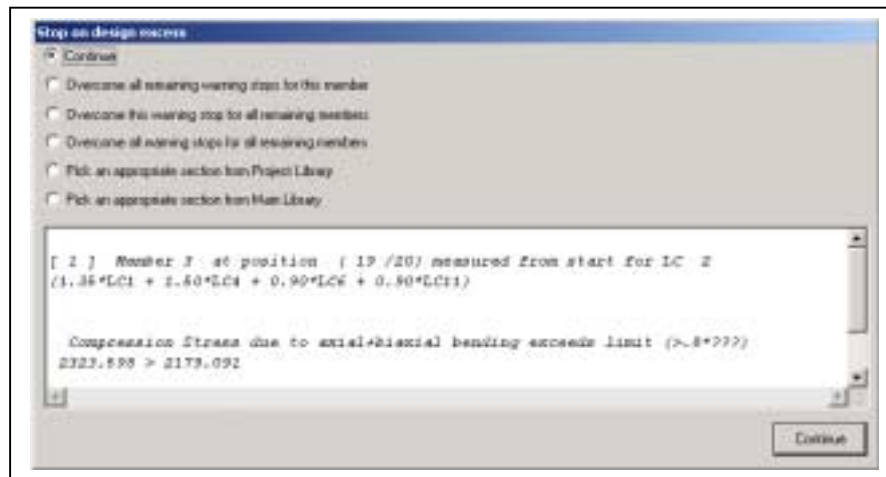 Stop on design excess
Continue
Overcome all remaining warning stops for this member
Overcome this warning stop for all remaining members
Overcome all warning stops for all remaining members
Pick an appropriate section from Project Library
Pick an appropriate section from Main Library
[ 1 ] Member 3 at position ( 19 /20) measured from start for LC 2
(1.35*LC1 + 1.50*LC4 + 0.90*LC6 + 0.90*LC11)
Compression Stress due to axial+biaxial bending exceeds limit (>.8*???)
2323.598 > 2173.092
Continue